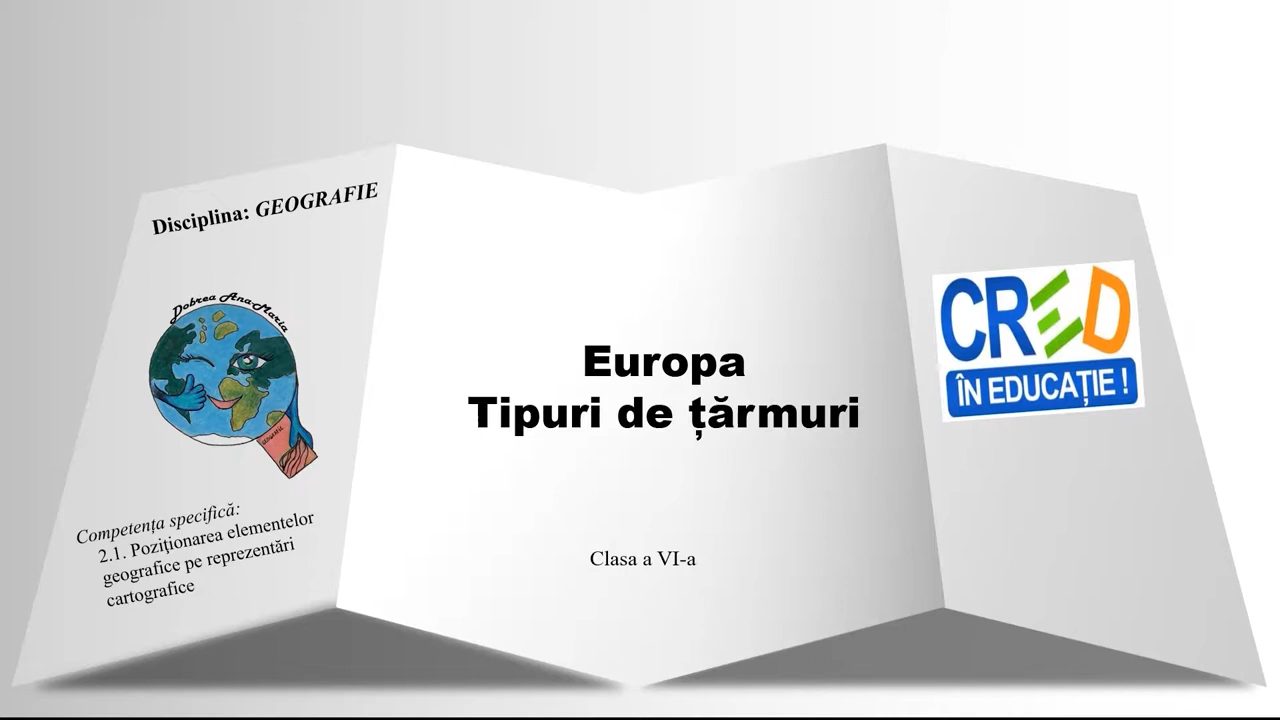 Disciplina: GEOGRAFIE
Dobrea Ana-Maria
Competența specifică:
2.1. Poziţionarea elementelor
geografice pe reprezentări
cartografice
Europa
Tipuri de țărmuri
Clasa a VI-a
CRED
ÎN EDUCAȚIE !